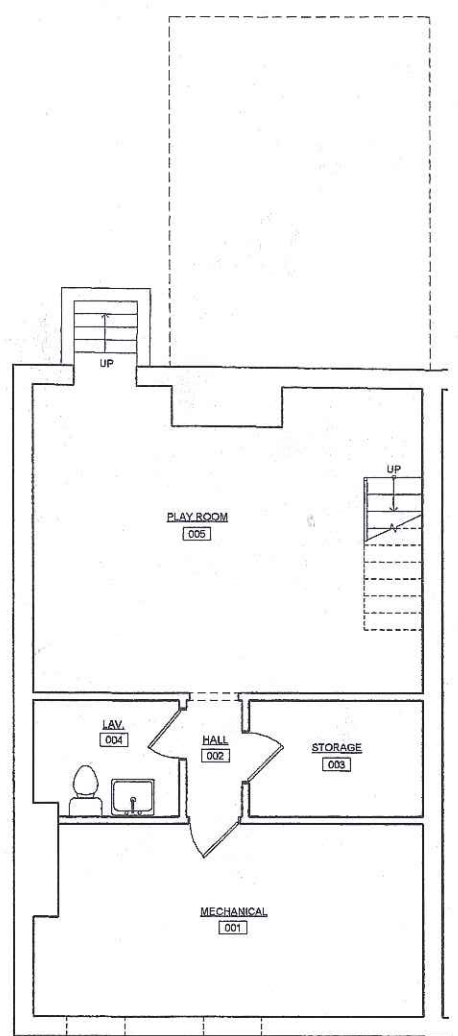 UP
UP
PLAY ROOM
005
LAV.
004
HALL
002
STORAGE
003
MECHANICAL
001